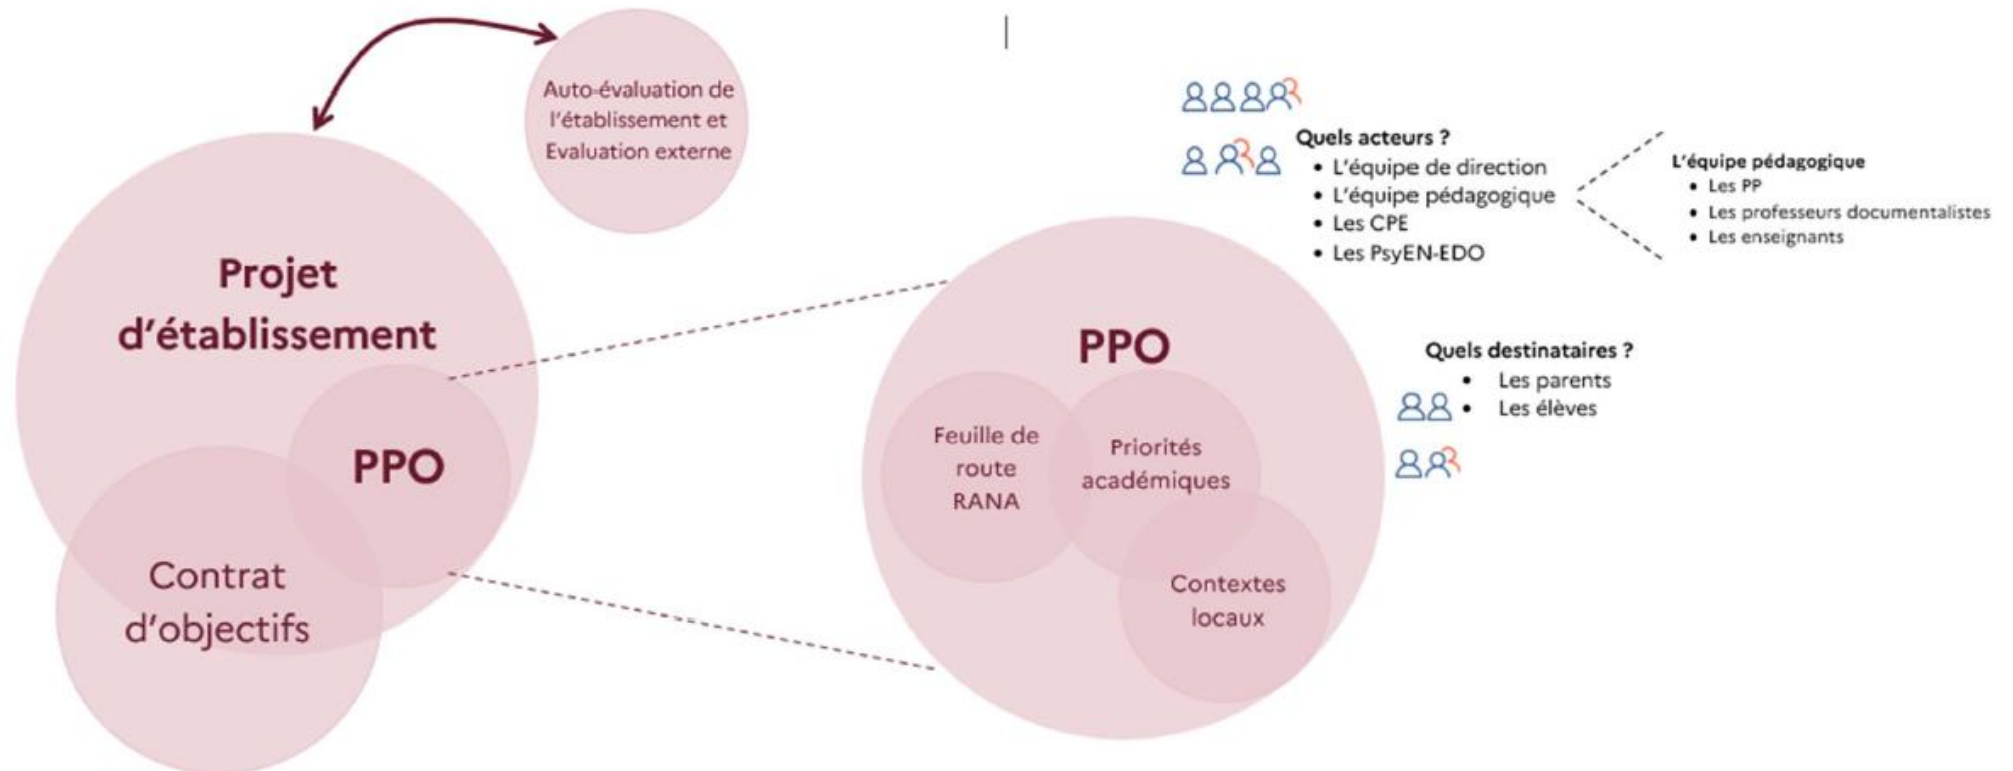 Auto-évaluation de
l'établissement et
Evaluation externe
Projet
d'établissement
PPO
Contrat
d'objectifs
PPO
Feuille de
route
RANA
Priorités
académiques
Contextes
locaux
Quels acteurs ?
• L'équipe de direction
• L'équipe pédagogique
• Les CPE
• Les PsyEN-EDO
L'équipe pédagogique
• Les PP
• Les professeurs documentalistes
• Les enseignants
Quels destinataires ?
• Les parents
• Les élèves